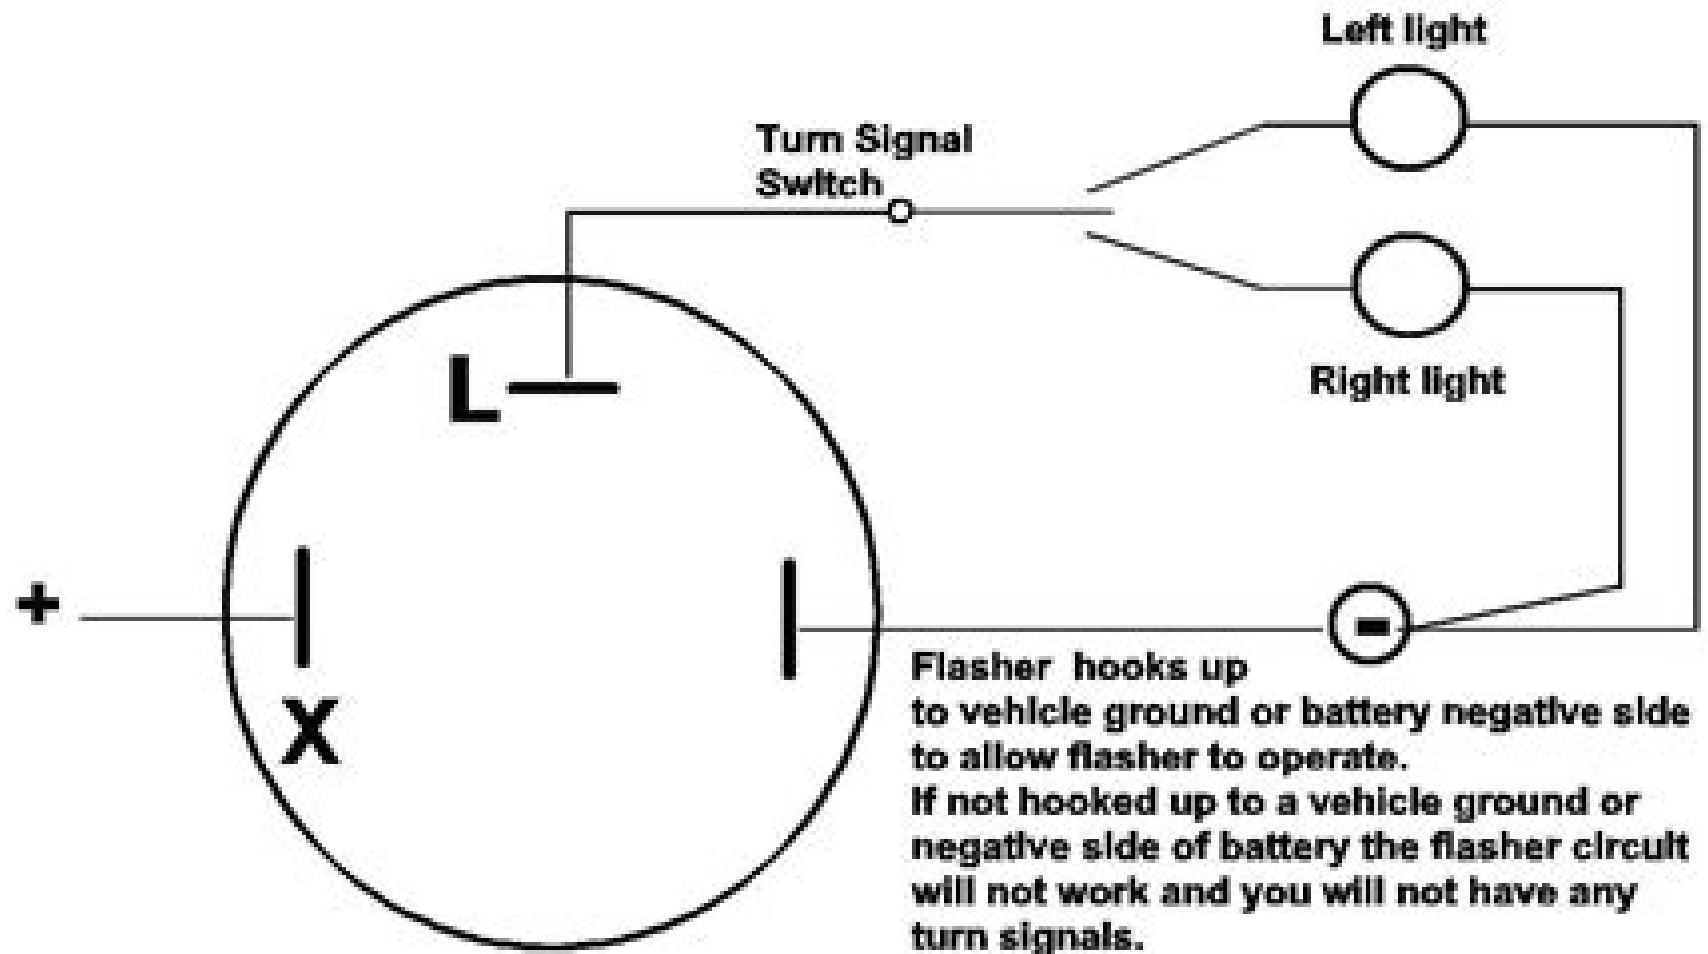 Left light
Turn Signal
Switch
L
Right light
+
-
X
Flasher hooks up
to vehicle ground or battery negative side
to allow flasher to operate.
If not hooked up to a vehicle ground or
negative side of battery the flasher circuit
will not work and you will not have any
turn signals.